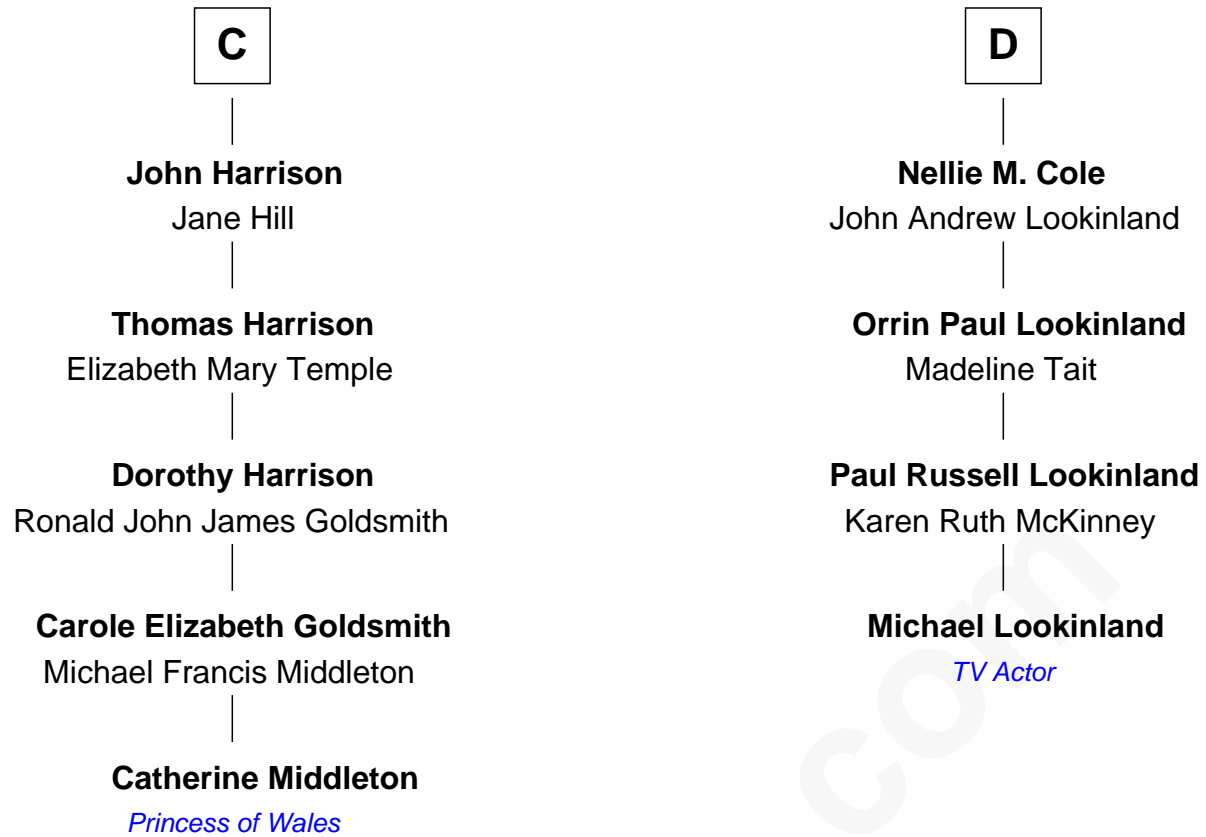 C
John Harrison
Jane Hill
Thomas Harrison
Elizabeth Mary Temple
Dorothy Harrison
Ronald John James Goldsmith
Carole Elizabeth Goldsmith
Michael Francis Middleton
Catherine Middleton
Princess of Wales
D
Nellie M. Cole
John Andrew Lookinland
Orrin Paul Lookinland
Madeline Tait
Paul Russell Lookinland
Karen Ruth McKinney
Michael Lookinland
TV Actor
com